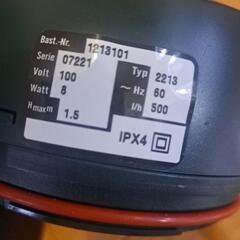 Best.-Nr. 1213101
Serie 07221 Typ 2213
Volt 100 ~ Hz 60
Watt 8 l/h 500
Hmax m 1.5
IPX4